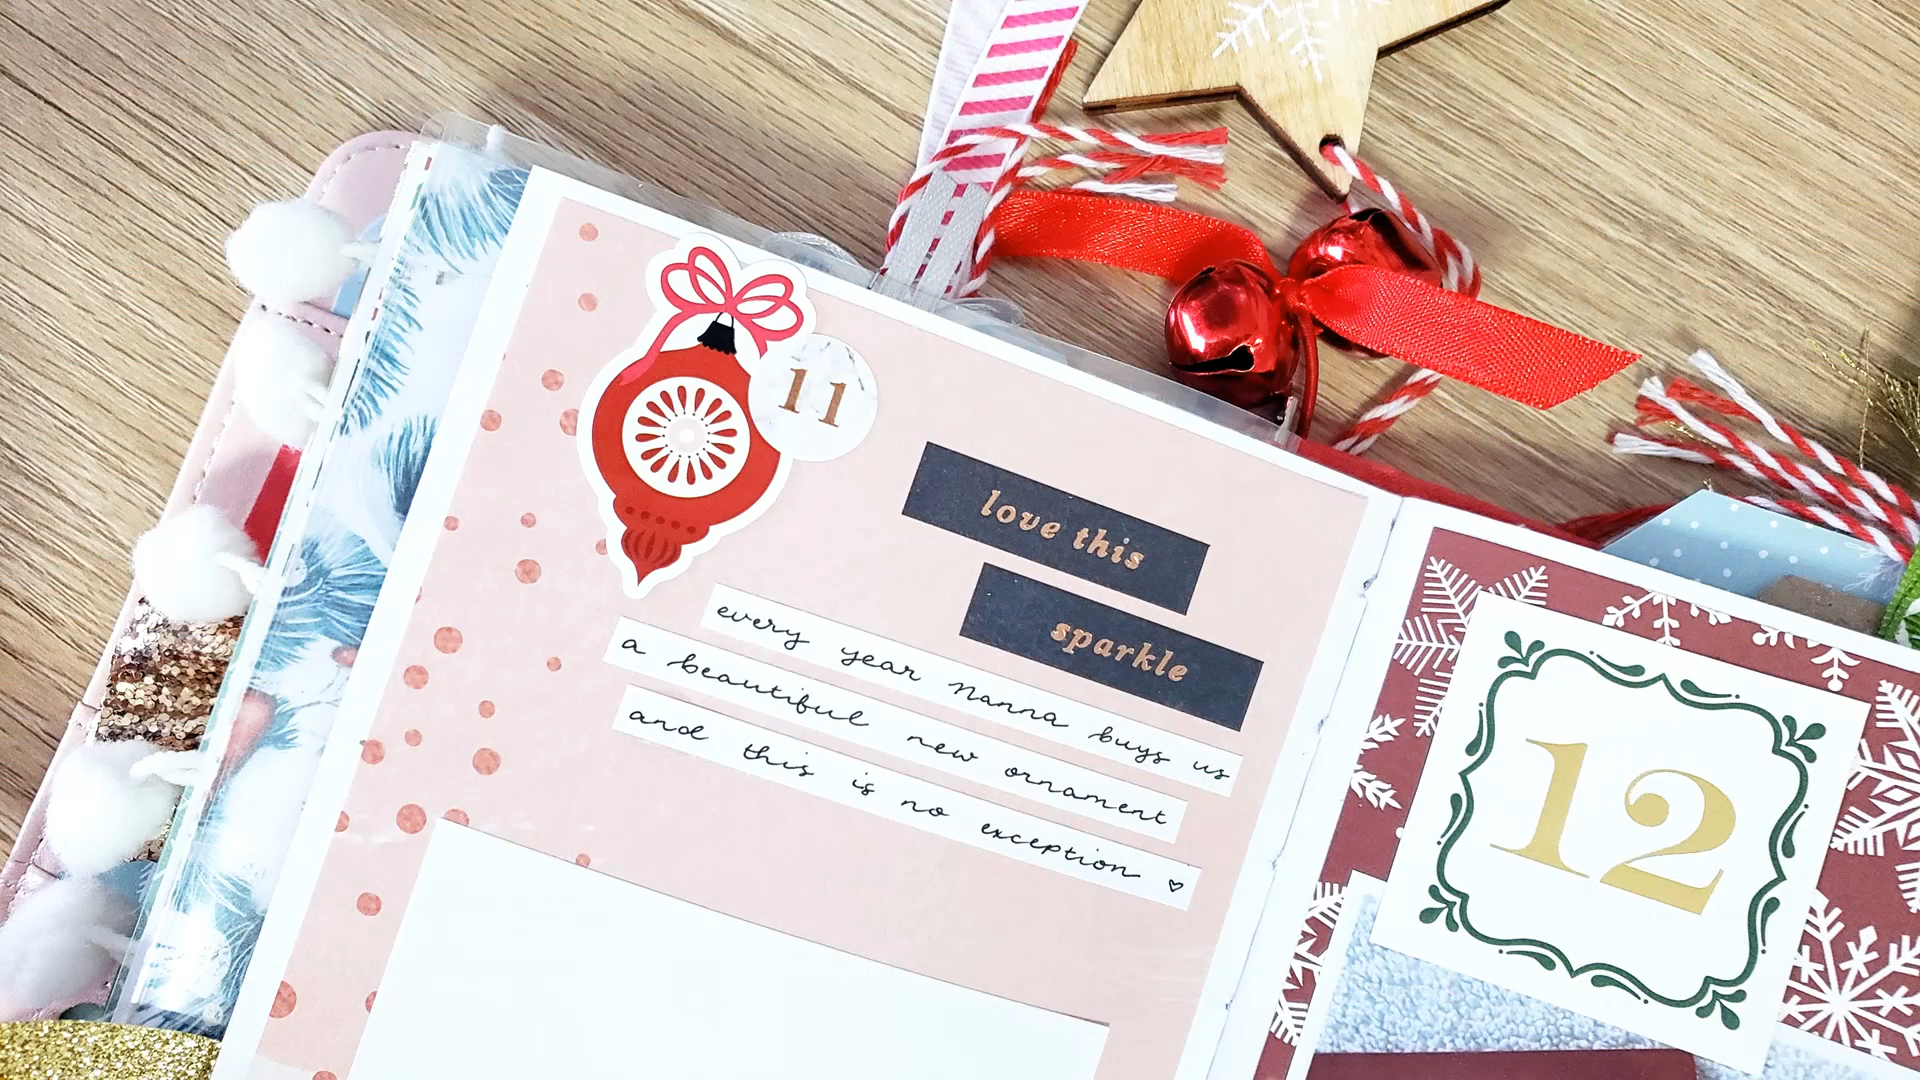 11
love this
sparkle
every year Nanna buys us
a beautiful new ornament
and this is no exception ♡
12